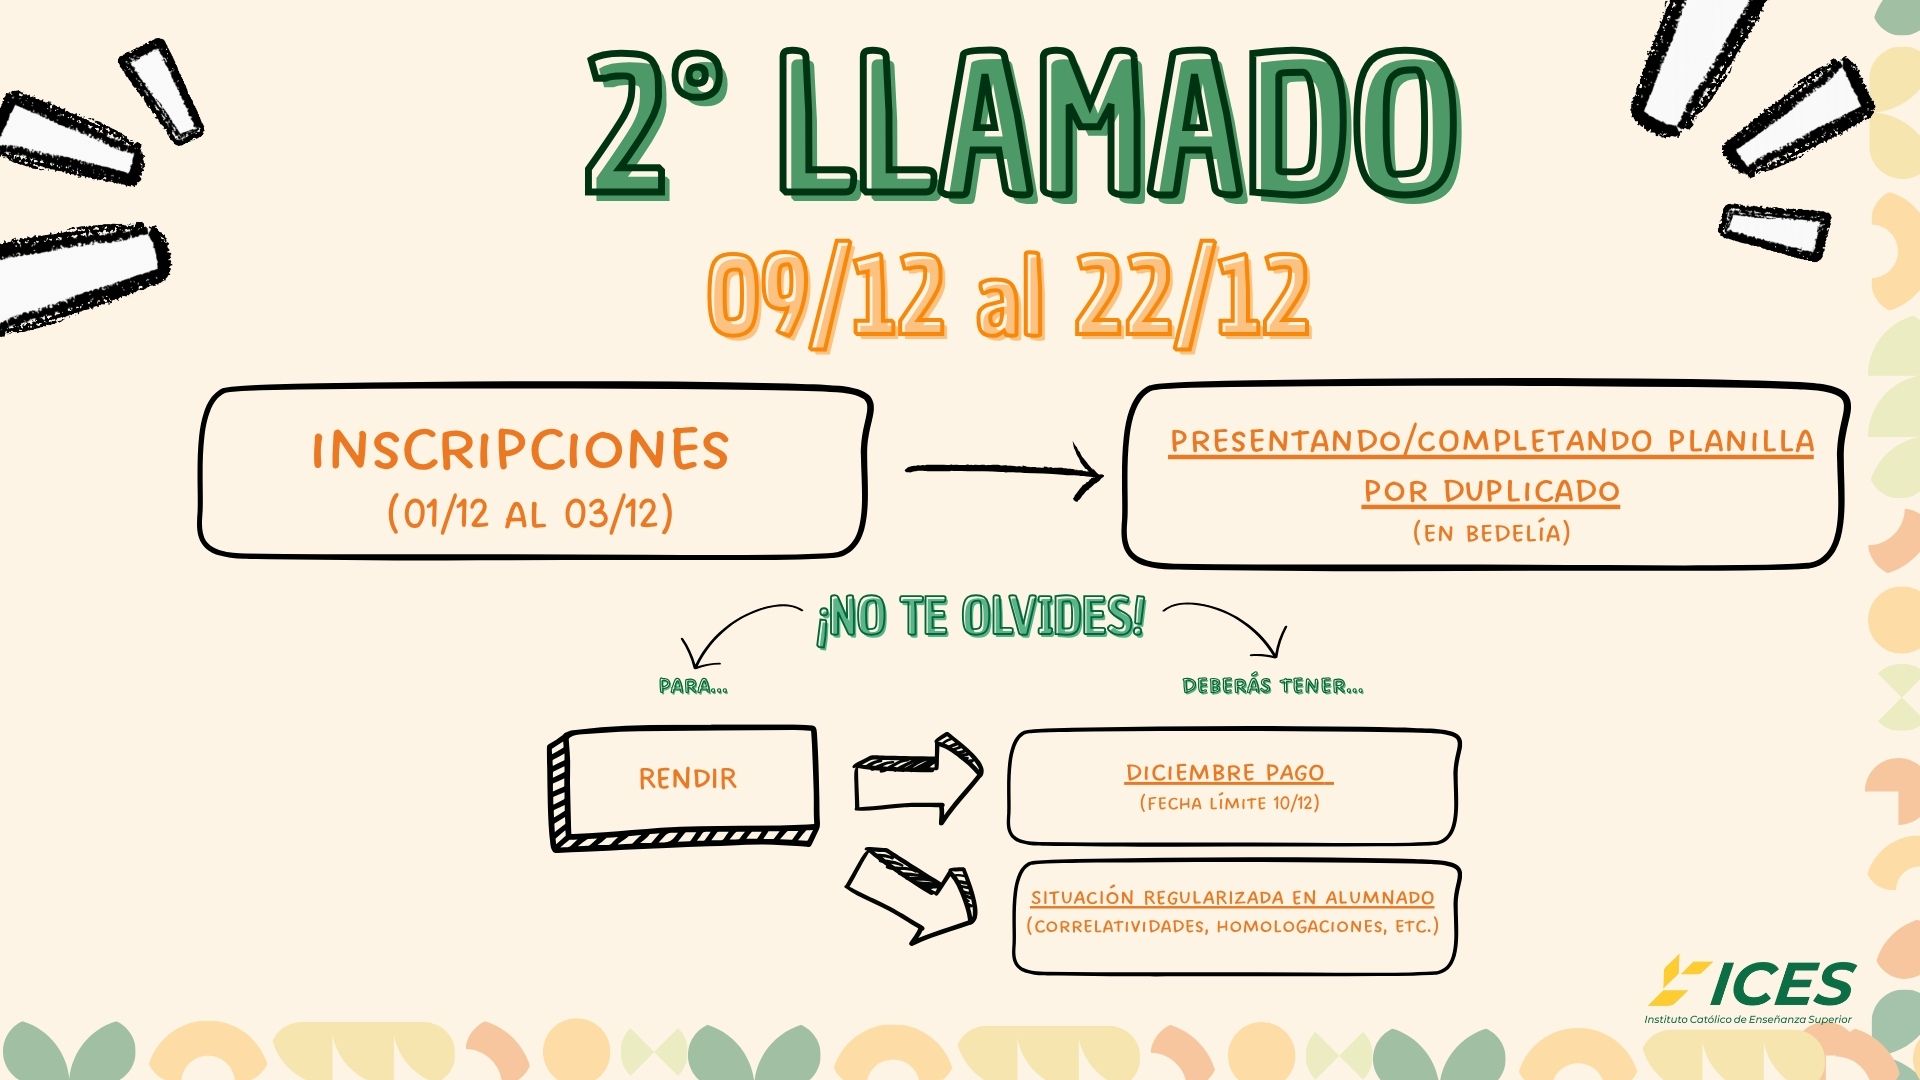 2° LLAMADO
09/12 al 22/12
INSCRIPCIONES
(01/12 AL 03/12)
PRESENTANDO/COMPLETANDO PLANILLA
POR DUPLICADO
(EN BEDELÍA)
¡NO TE OLVIDES!
PARA...
DEBERÁS TENER...
RENDIR
DICIEMBRE PAGO
(FECHA LÍMITE 10/12)
SITUACIÓN REGULARIZADA EN ALUMNADO
(CORRELATIVIDADES, HOMOLOGACIONES, ETC.)
ICES
Instituto Católico de Enseñanza Superior